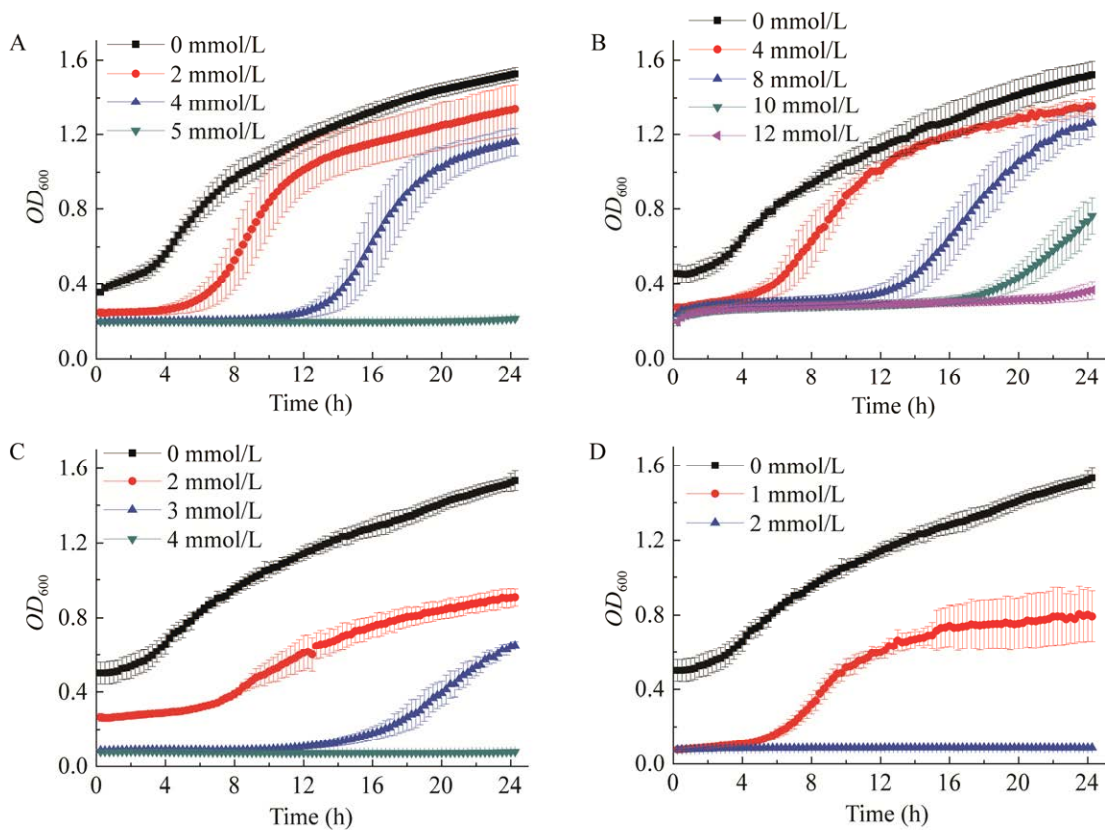 A
0 mmol/L
2 mmol/L
4 mmol/L
5 mmol/L
OD600
1.6
1.2
0.8
0.4
0.0
0 4 8 12 16 20 24
Time (h)
B
0 mmol/L
4 mmol/L
8 mmol/L
10 mmol/L
12 mmol/L
OD600
1.6
1.2
0.8
0.4
0.0
0 4 8 12 16 20 24
Time (h)
C
0 mmol/L
2 mmol/L
3 mmol/L
4 mmol/L
OD600
1.6
1.2
0.8
0.4
0.0
0 4 8 12 16 20 24
Time (h)
D
0 mmol/L
1 mmol/L
2 mmol/L
OD600
1.6
1.2
0.8
0.4
0.0
0 4 8 12 16 20 24
Time (h)